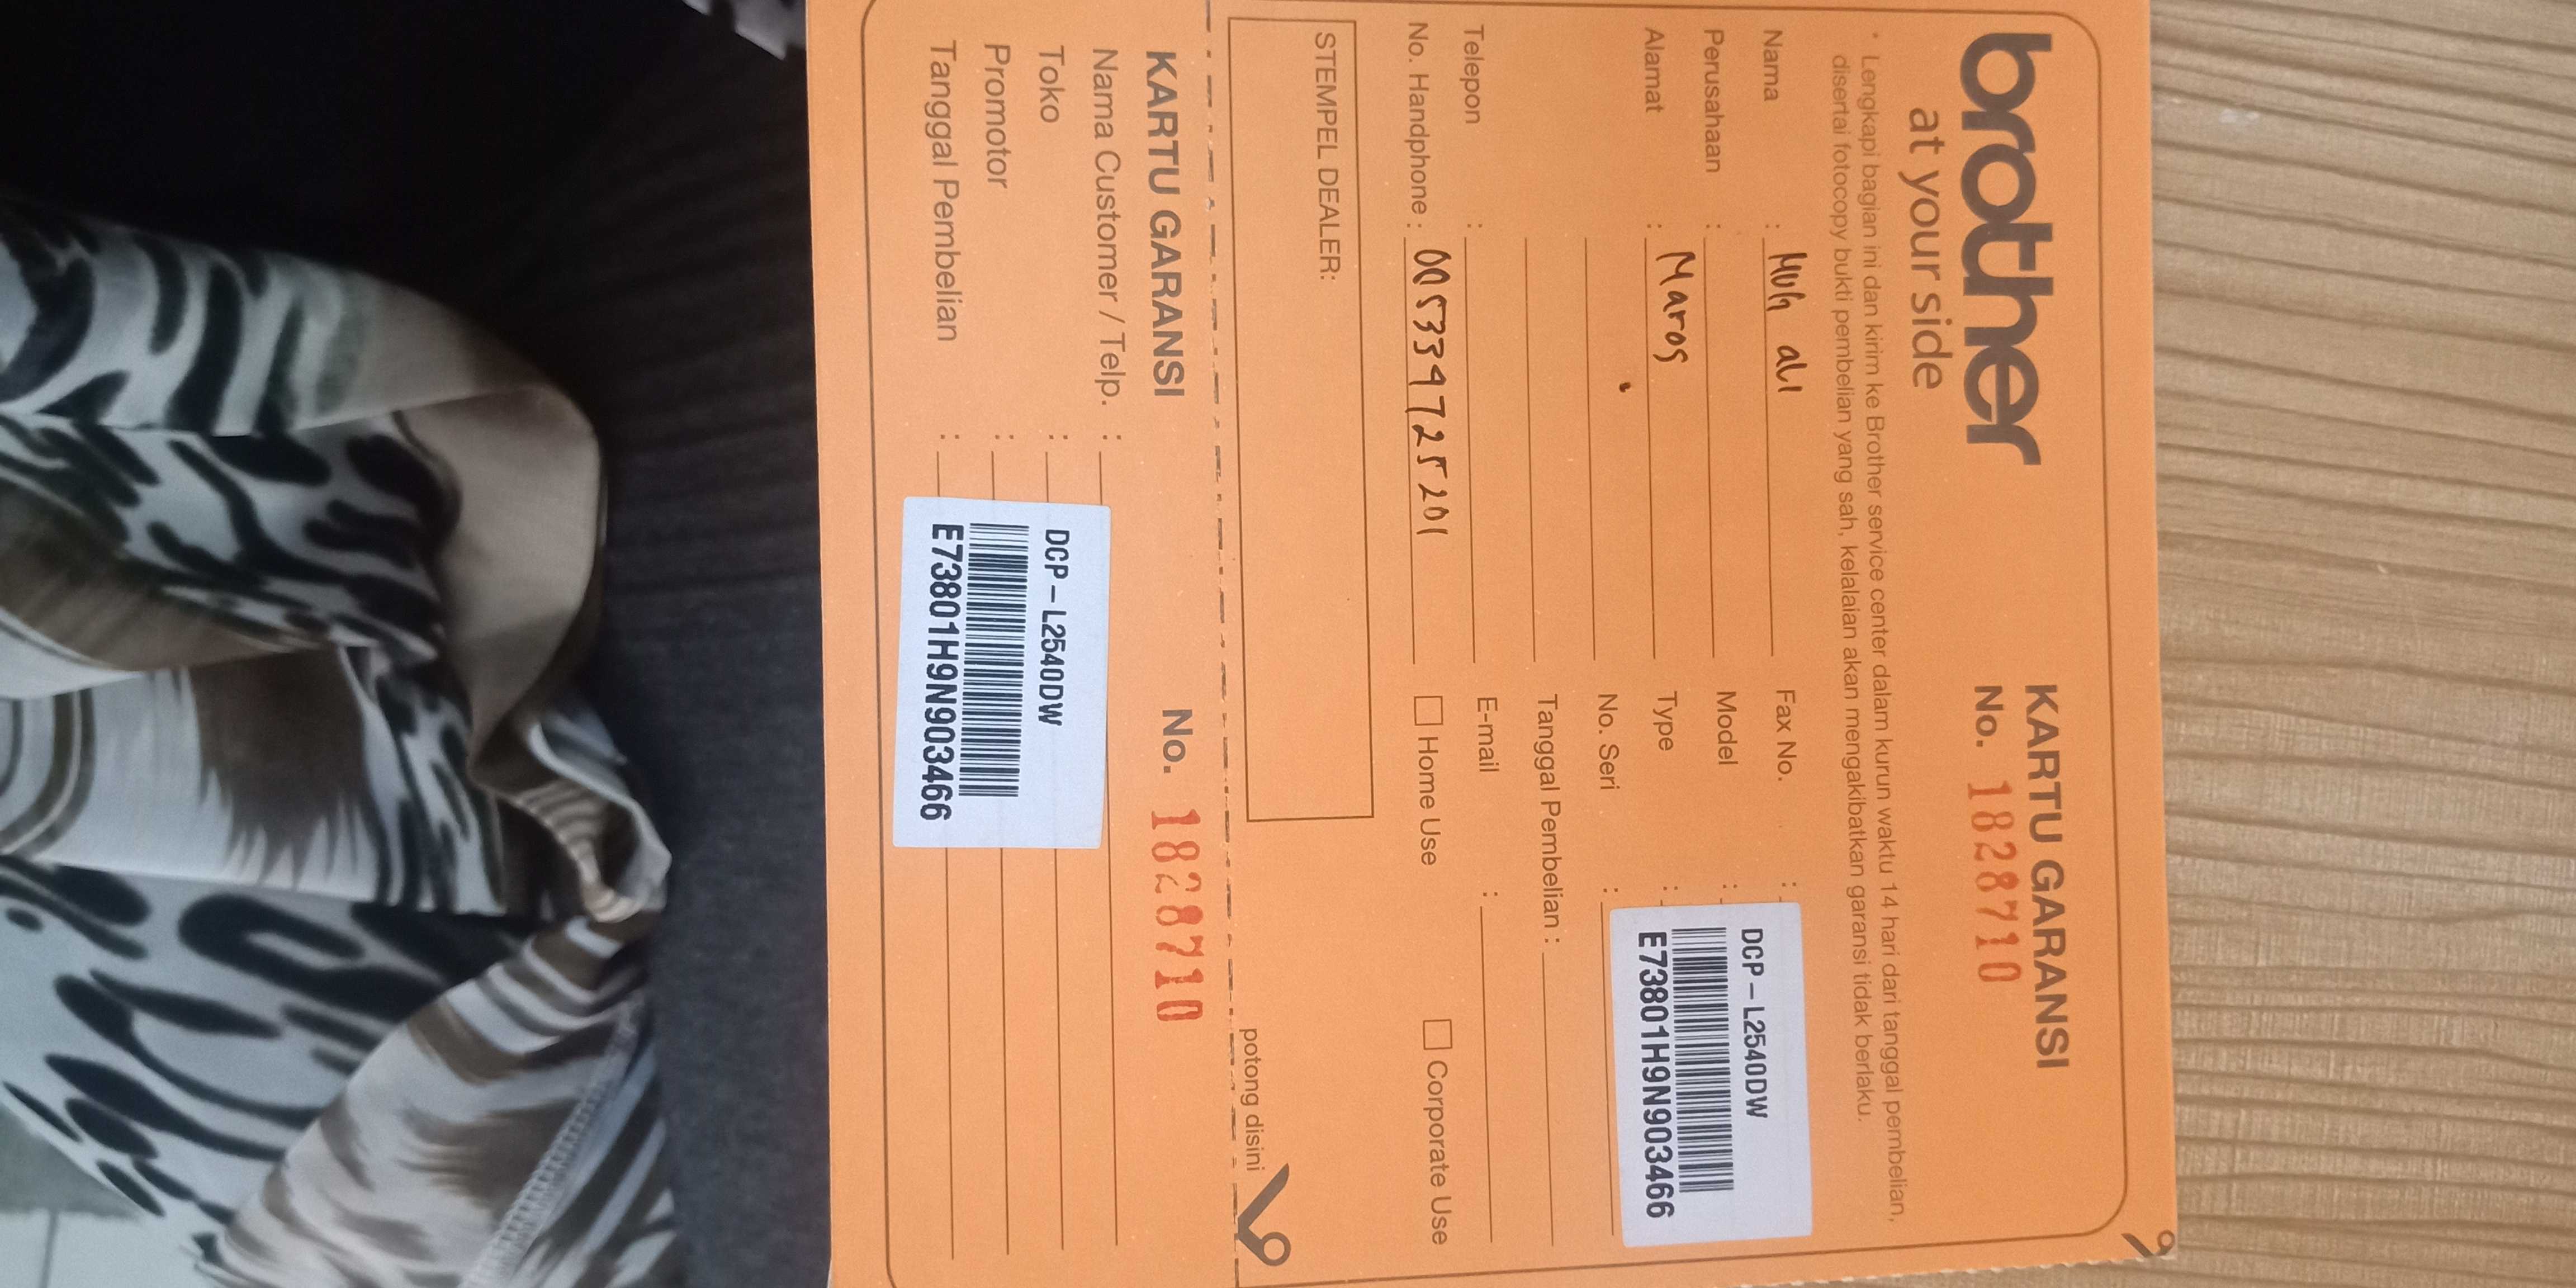 brother
at your side
KARTU GARANSI
No. 1828710
* Lengkapi bagian ini dan kirim ke Brother service center dalam kurun waktu 14 hari dari tanggal pembelian,
disertai fotocopy bukti pembelian yang sah, kelalaian akan mengakibatkan garansi tidak berlaku.
Nama : Muh ali
Perusahaan :
Alamat : Maros
Telepon :
No. Handphone :
Fax No. :
Model :
Type :
No. Seri :
DCP-L2540DW
E73801H9N903466
Tanggal Pembelian :
E-mail :
Home Use
Corporate Use
STEMPEL DEALER:
potong disini
KARTU GARANSI
No. 1828710
Nama Customer / Telp. :
Toko :
Promotor :
Tanggal Pembelian :
DCP-L2540DW
E73801H9N903466